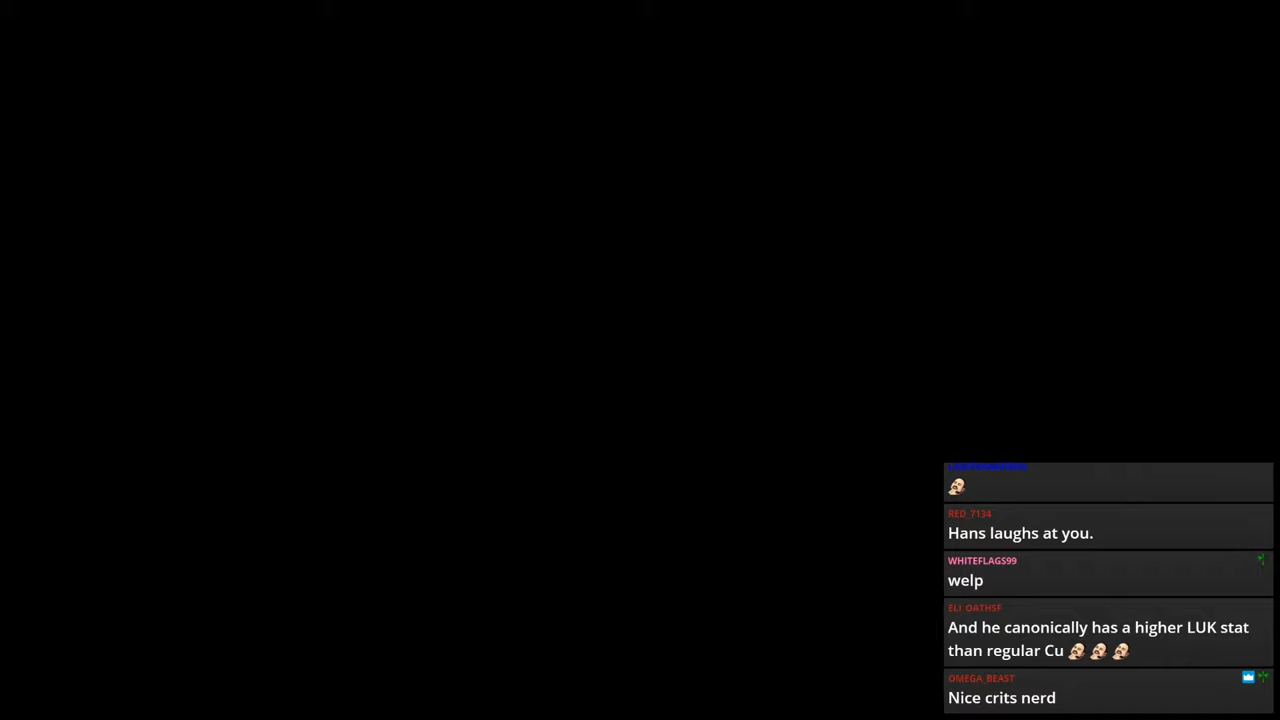 RED_7134
Hans laughs at you.
WHITEFLAGS99
welp
ELI_OATHSF
And he canonically has a higher LUK stat
than regular Cu
OMEGA_BEAST
Nice crits nerd